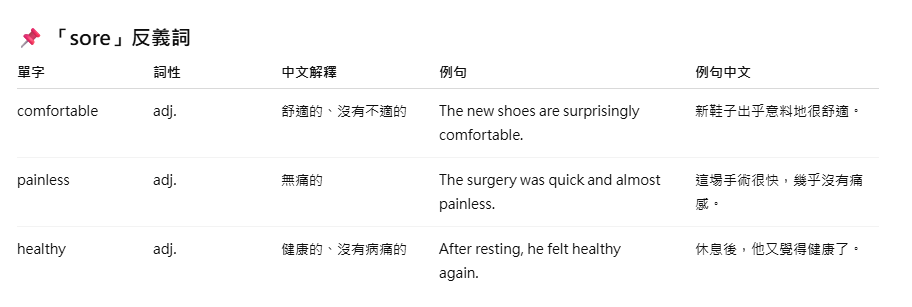 📌「sore」反義詞
單字 詞性 中文解釋 例句 例句中文
comfortable adj. 舒適的、沒有不適的 The new shoes are surprisingly 新鞋子出乎意料地很舒適。
comfortable.
painless adj. 無痛的 The surgery was quick and almost 這場手術很快，幾乎沒有痛
painless. 感。
healthy adj. 健康的、沒有病痛的 After resting, he felt healthy 休息後，他又覺得健康了。
again.